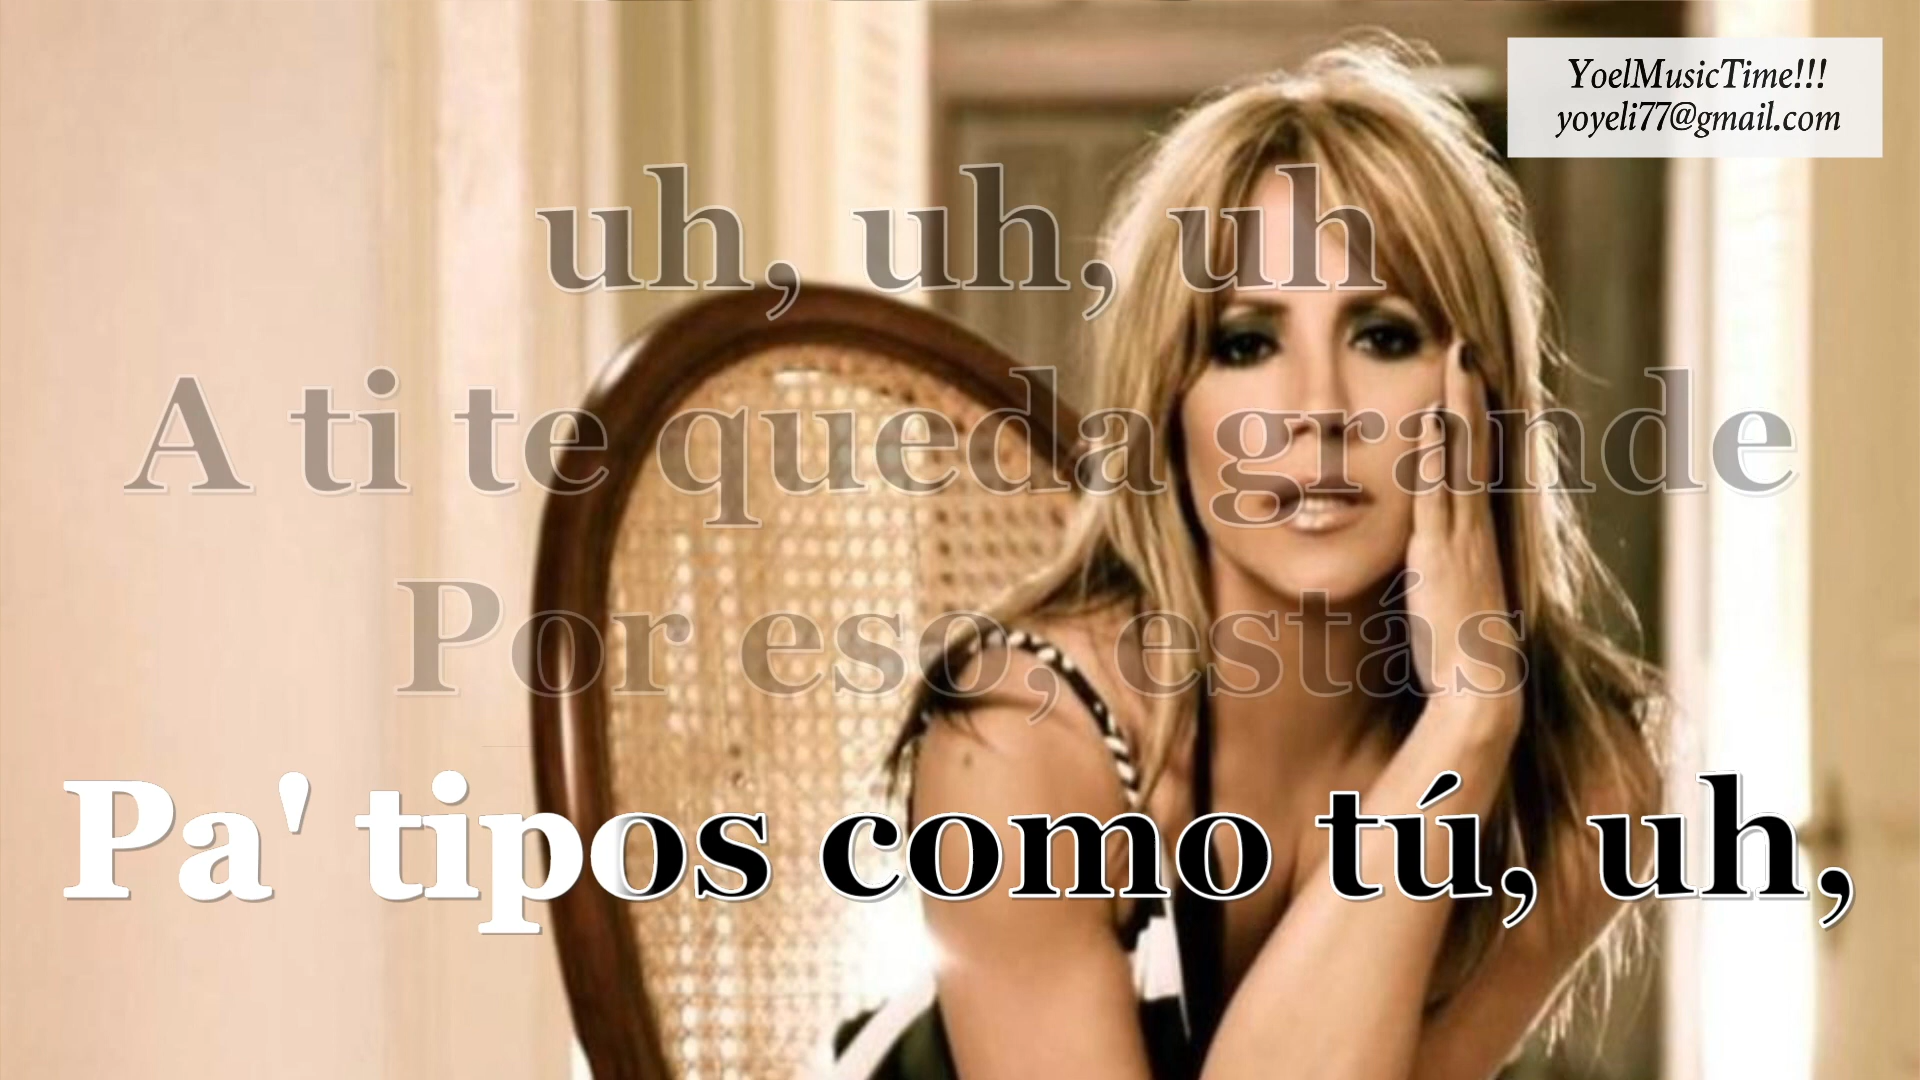 YoelMusicTime!!!
yoyeli77@gmail.com
uh, uh, uh
A ti te queda grande
Por eso, estás
Pa' tipos como tú, uh,